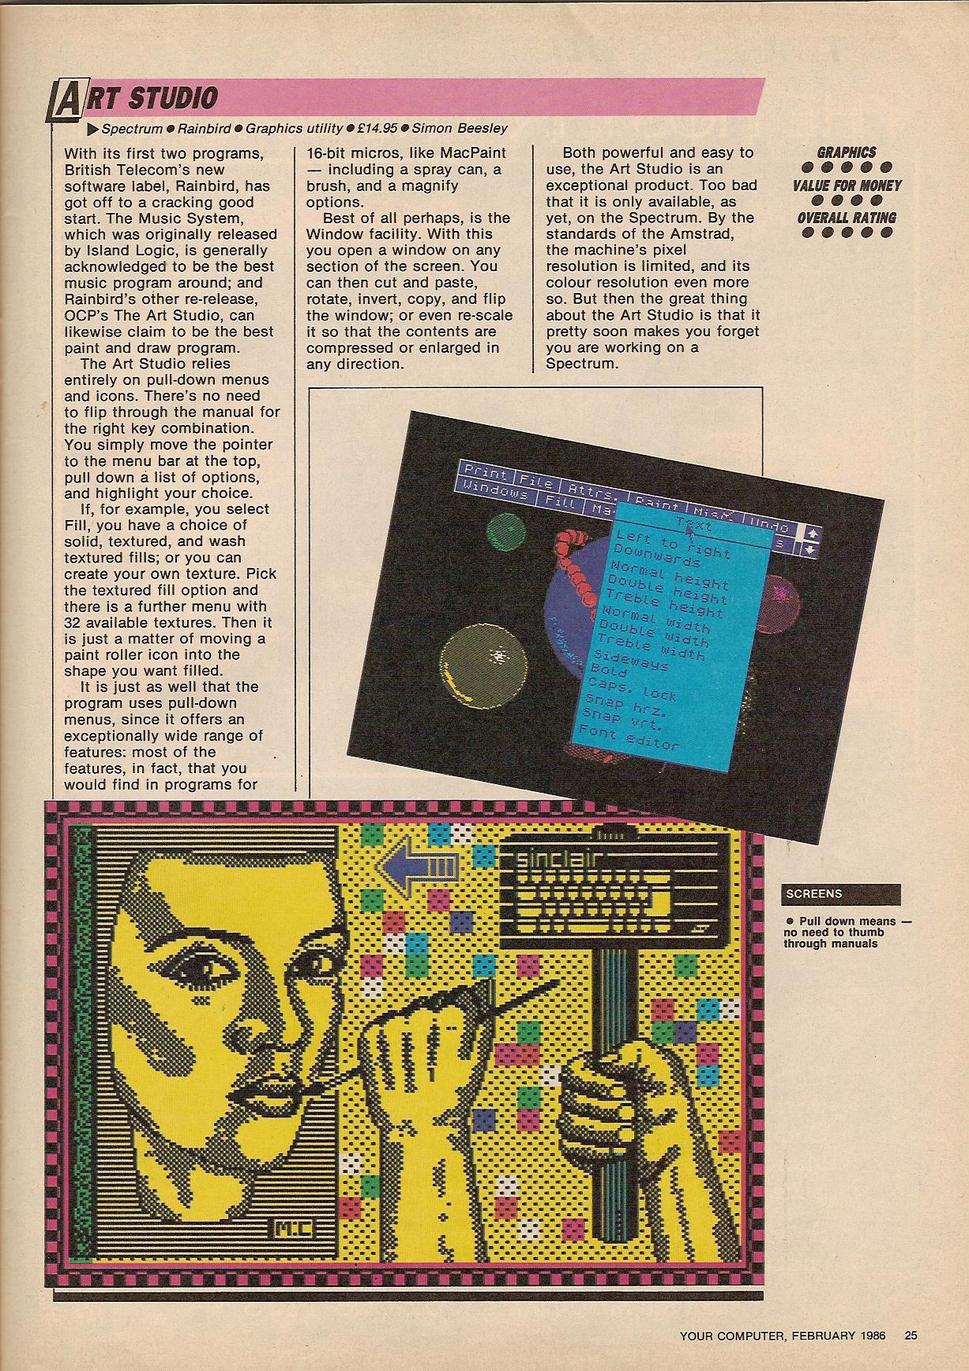 ART STUDIO
▶ Spectrum ● Rainbird ● Graphics utility ● £14.95 ● Simon Beesley
With its first two programs,
British Telecom's new
software label, Rainbird, has
got off to a cracking good
start. The Music System,
which was originally released
by Island Logic, is generally
acknowledged to be the best
music program around; and
Rainbird's other re-release,
OCP's The Art Studio, can
likewise claim to be the best
paint and draw program.
The Art Studio relies
entirely on pull-down menus
and icons. There's no need
to flip through the manual for
the right key combination.
You simply move the pointer
to the menu bar at the top,
pull down a list of options,
and highlight your choice.
If, for example, you select
Fill, you have a choice of
solid, textured, and wash
textured fills; or you can
create your own texture. Pick
the textured fill option and
there is a further menu with
32 available textures. Then it
is just a matter of moving a
paint roller icon into the
shape you want filled.
It is just as well that the
program uses pull-down
menus, since it offers an
exceptionally wide range of
features: most of the
features, in fact, that you
would find in programs for
16-bit micros, like MacPaint
— including a spray can, a
brush, and a magnify
options.
Best of all perhaps, is the
Window facility. With this
you open a window on any
section of the screen. You
can then cut and paste,
rotate, invert, copy, and flip
the window; or even re-scale
it so that the contents are
compressed or enlarged in
any direction.
Both powerful and easy to
use, the Art Studio is an
exceptional product. Too bad
that it is only available, as
yet, on the Spectrum. By the
standards of the Amstrad,
the machine's pixel
resolution is limited, and its
colour resolution even more
so. But then the great thing
about the Art Studio is that it
pretty soon makes you forget
you are working on a
Spectrum.
GRAPHICS
● ● ● ● ●
VALUE FOR MONEY
● ● ● ●
OVERALL RATING
● ● ● ● ●
Print File Attrs. Paint Misc. Undo
Windows Fill Ma s
Text
Left to right
Downwards
Normal height
Double height
Treble height
Normal width
Double width
Treble width
Sideways
Bold
Caps. lock
Snap hrz.
Snap vrt.
Font editor
sinclair
M:C
SCREENS
● Pull down means —
no need to thumb
through manuals
YOUR COMPUTER, FEBRUARY 1986 25